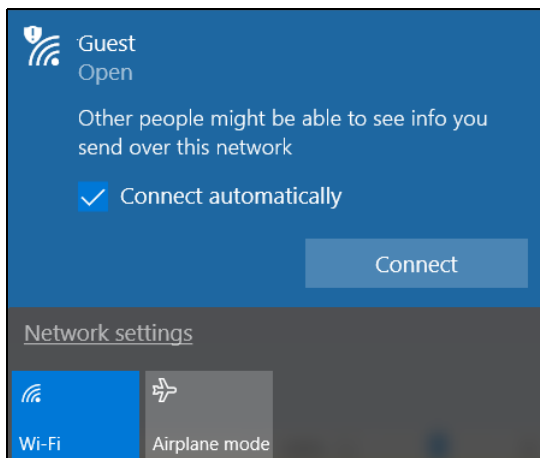 Guest
Open
Other people might be able to see info you
send over this network
Connect automatically
Connect
Network settings
Wi-Fi
Airplane mode